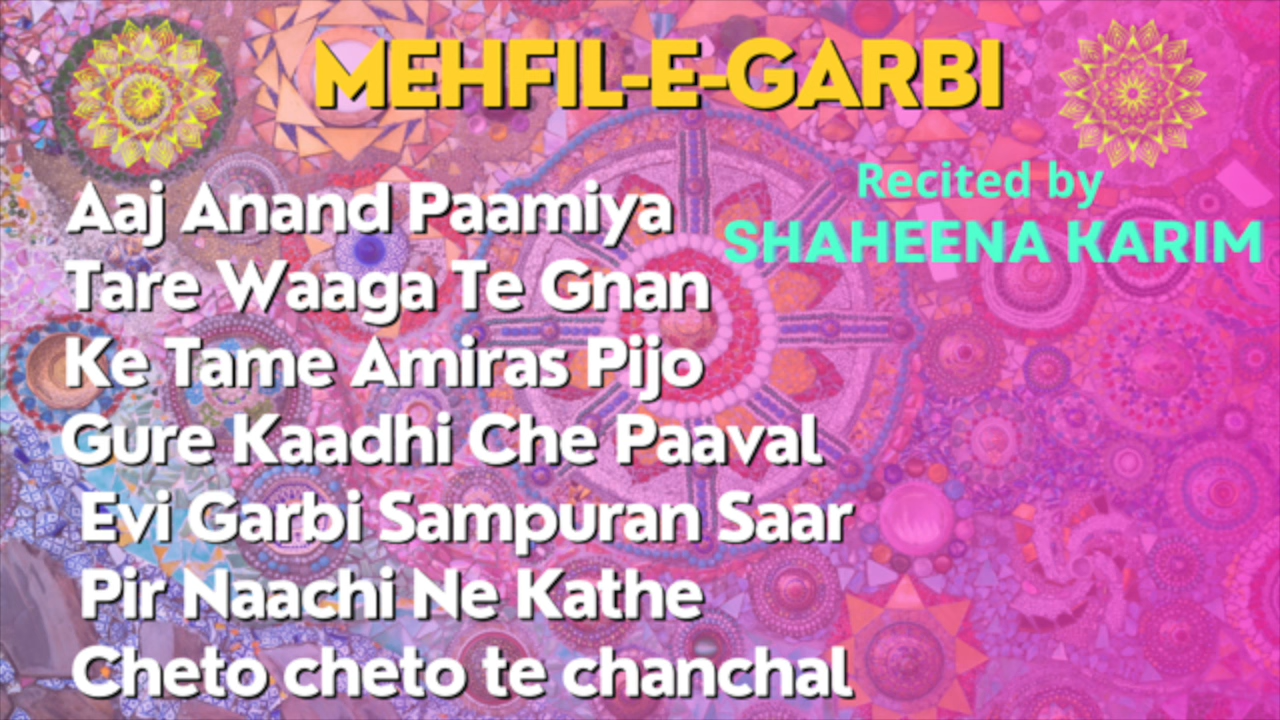 MEHFIL-E-GARBI
Recited by
SHAHEENA KARIM
Aaj Anand Paamiya
Tare Waaga Te Gnan
Ke Tame Amiras Pijo
Gure Kaadhi Che Paaval
Evi Garbi Sampuran Saar
Pir Naachi Ne Kathe
Cheto cheto te chanchal